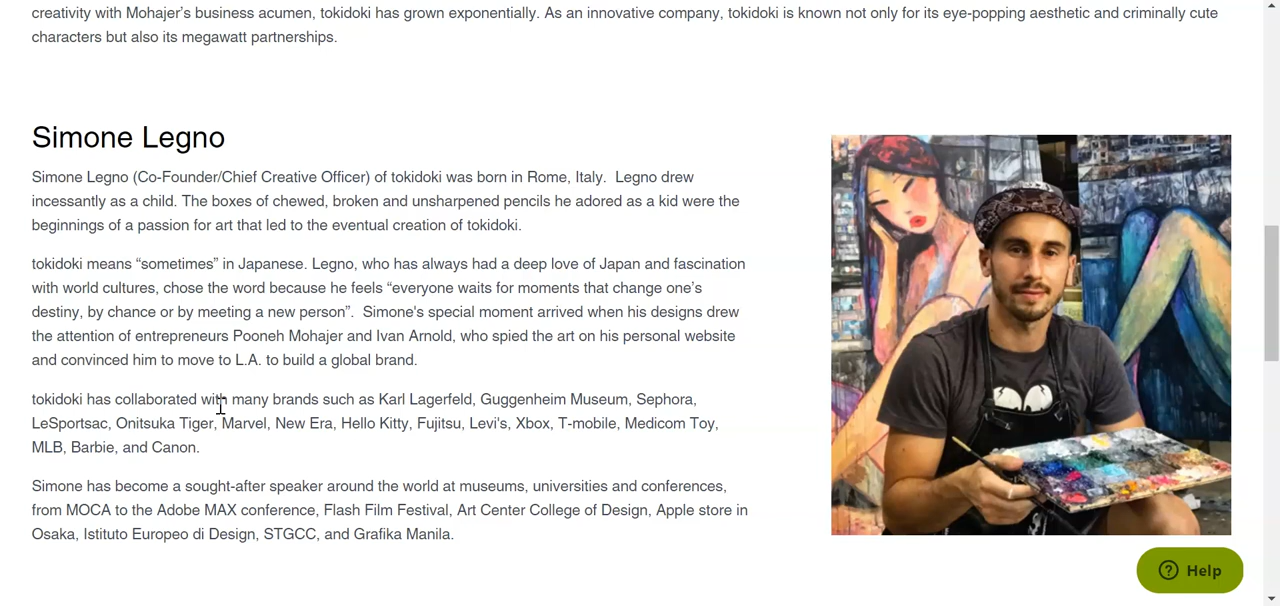 creativity with Mohajer’s business acumen, tokidoki has grown exponentially. As an innovative company, tokidoki is known not only for its eye-popping aesthetic and criminally cute
characters but also its megawatt partnerships.
Simone Legno
Simone Legno (Co-Founder/Chief Creative Officer) of tokidoki was born in Rome, Italy.  Legno drew
incessantly as a child. The boxes of chewed, broken and unsharpened pencils he adored as a kid were the
beginnings of a passion for art that led to the eventual creation of tokidoki.
tokidoki means “sometimes” in Japanese. Legno, who has always had a deep love of Japan and fascination
with world cultures, chose the word because he feels “everyone waits for moments that change one’s
destiny, by chance or by meeting a new person”.  Simone's special moment arrived when his designs drew
the attention of entrepreneurs Pooneh Mohajer and Ivan Arnold, who spied the art on his personal website
and convinced him to move to L.A. to build a global brand.
tokidoki has collaborated with many brands such as Karl Lagerfeld, Guggenheim Museum, Sephora,
LeSportsac, Onitsuka Tiger, Marvel, New Era, Hello Kitty, Fujitsu, Levi's, Xbox, T-mobile, Medicom Toy,
MLB, Barbie, and Canon.
Simone has become a sought-after speaker around the world at museums, universities and conferences,
from MOCA to the Adobe MAX conference, Flash Film Festival, Art Center College of Design, Apple store in
Osaka, Istituto Europeo di Design, STGCC, and Grafika Manila.
Help